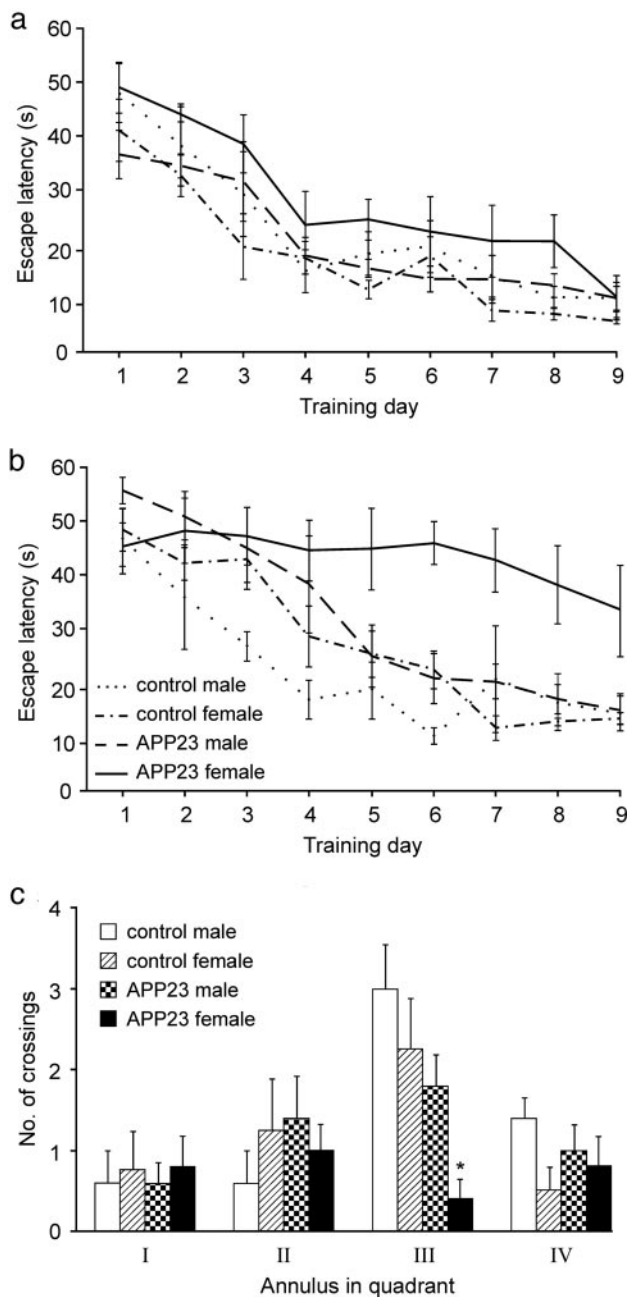 a
60
50
40
30
20
10
0
Escape latency (s)
1 2 3 4 5 6 7 8 9
Training day
b
60
50
40
30
20
10
0
Escape latency (s)
control male
control female
APP23 male
APP23 female
1 2 3 4 5 6 7 8 9
Training day
c
4
3
2
1
0
No. of crossings
control male
control female
APP23 male
APP23 female
*
I II III IV
Annulus in quadrant